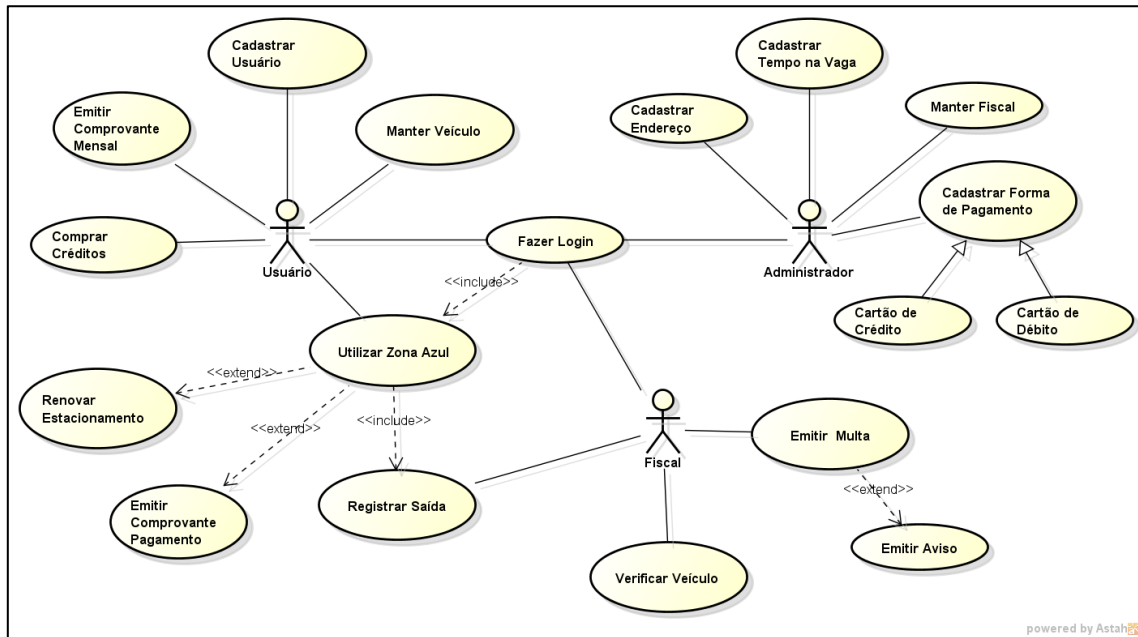 Cadastrar
Usuário
Cadastrar
Tempo na Vaga
Emitir
Comprovante
Mensal
Manter Veículo
Cadastrar
Endereço
Manter Fiscal
Cadastrar Forma
de Pagamento
Comprar
Créditos
Usuário
Fazer Login
Administrador
<<include>>
Cartão de
Crédito
Cartão de
Débito
Utilizar Zona Azul
<<extend>>
Renovar
Estacionamento
<<extend>>
<<include>>
Fiscal
Emitir Multa
<<extend>>
Emitir
Comprovante
Pagamento
Registrar Saída
Emitir Aviso
Verificar Veículo
powered by Astah